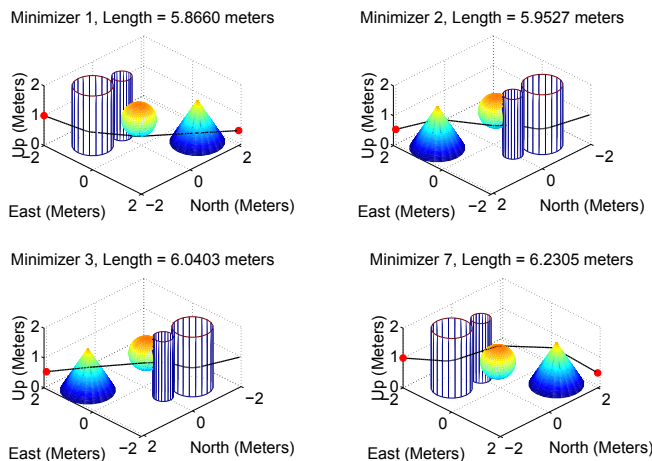 Minimizer 1, Length = 5.8660 Meters
Minimizer 2, Length = 5.9527 Meters
Up (Meters)
2
1
0
−2
0
2
East (Meters)
−2
0
2
North (Meters)
Up (Meters)
2
1
0
2
0
−2
East (Meters)
2
0
−2
North (Meters)
Minimizer 3, Length = 6.0403 meters
Minimizer 7, Length = 6.2305 meters
Up (Meters)
2
1
0
2
0
−2
East (Meters)
2
0
−2
North (Meters)
Up (Meters)
2
1
0
−2
0
2
East (Meters)
−2
0
2
North (Meters)